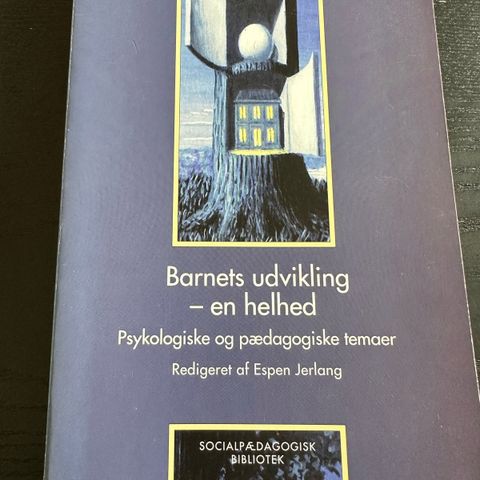 Barnets udvikling
– en helhed
Psykologiske og pædagogiske temaer
Redigeret af Espen Jerlang
SOCIALPÆDAGOGISK
BIBLIOTEK